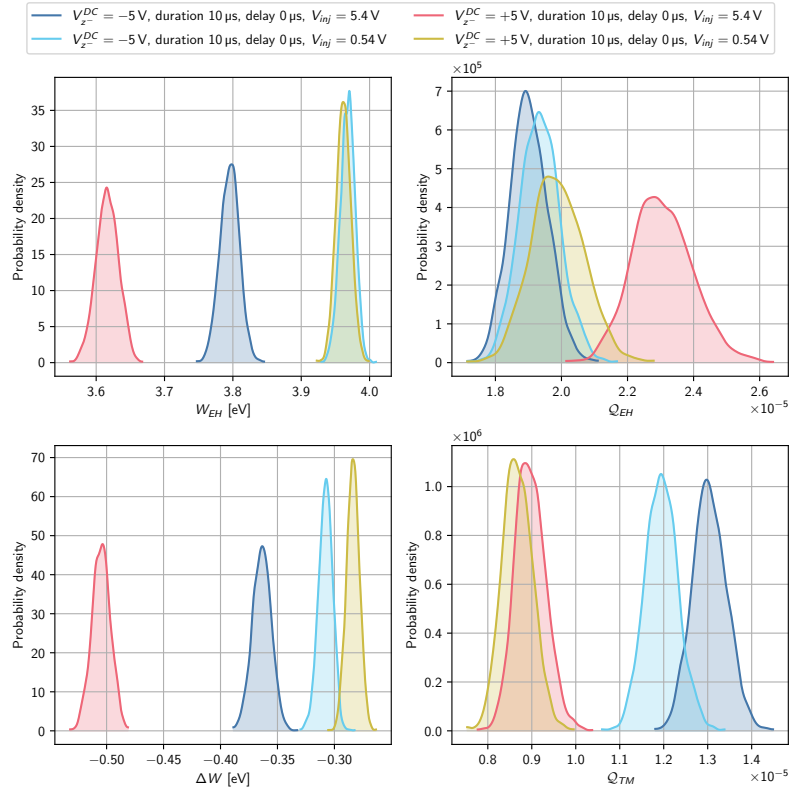 V_{z^-}^{DC} = −5 V, duration 10 µs, delay 0 µs, V_{inj} = 5.4 V
V_{z^-}^{DC} = +5 V, duration 10 µs, delay 0 µs, V_{inj} = 5.4 V
V_{z^-}^{DC} = −5 V, duration 10 µs, delay 0 µs, V_{inj} = 0.54 V
V_{z^-}^{DC} = +5 V, duration 10 µs, delay 0 µs, V_{inj} = 0.54 V
Probability density
35
30
25
20
15
10
5
0
3.6 3.7 3.8 3.9 4.0
W_{EH} [eV]
×10^5
Probability density
7
6
5
4
3
2
1
0
1.8 2.0 2.2 2.4 2.6
×10^{−5}
Q_{EH}
Probability density
70
60
50
40
30
20
10
0
−0.50 −0.45 −0.40 −0.35 −0.30
ΔW [eV]
×10^6
Probability density
1.0
0.8
0.6
0.4
0.2
0.0
0.8 0.9 1.0 1.1 1.2 1.3 1.4
×10^{−5}
Q_{TM}